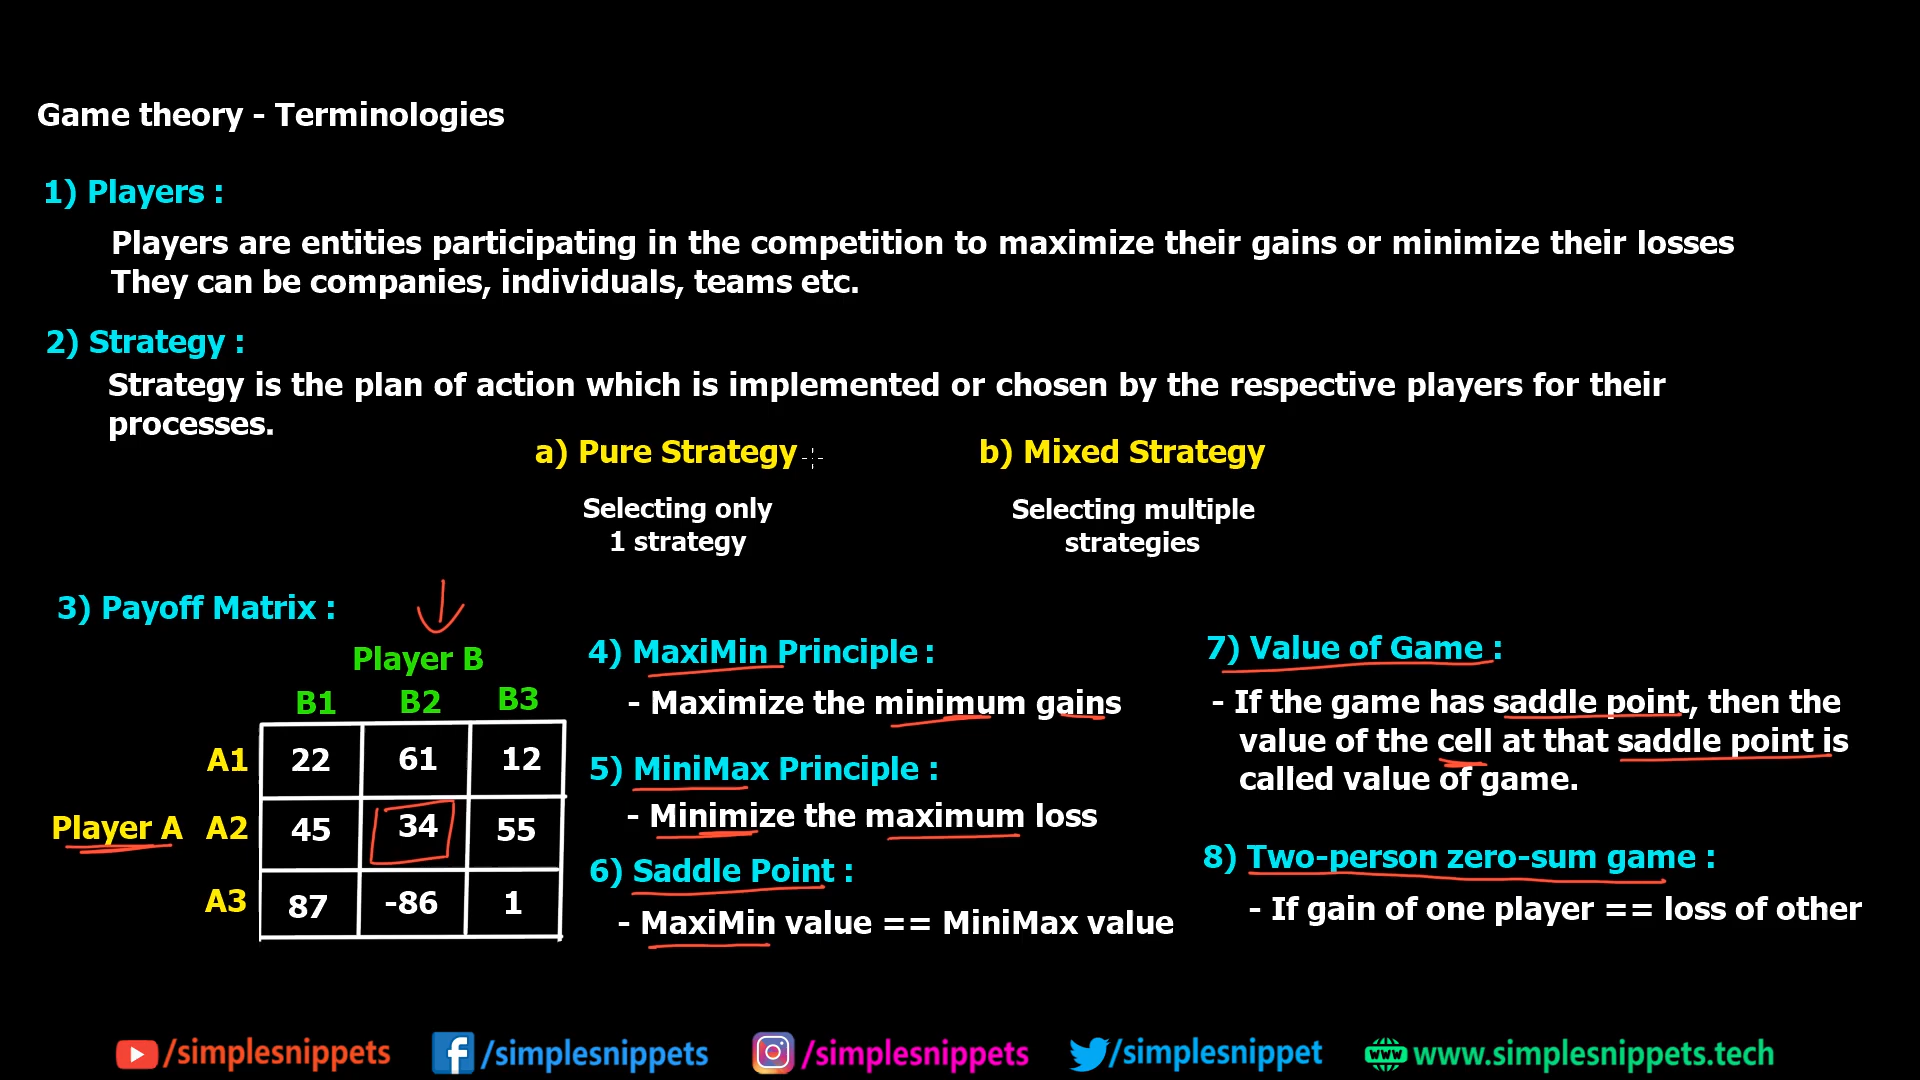 Game theory - Terminologies
1) Players :
Players are entities participating in the competition to maximize their gains or minimize their losses
They can be companies, individuals, teams etc.
2) Strategy :
Strategy is the plan of action which is implemented or chosen by the respective players for their
processes.
a) Pure Strategy
b) Mixed Strategy
Selecting only
1 strategy
Selecting multiple
strategies
3) Payoff Matrix :
Player B
B1 B2 B3
A1 22 61 12
Player A A2 45 34 55
A3 87 -86 1
4) MaxiMin Principle :
- Maximize the minimum gains
5) MiniMax Principle :
- Minimize the maximum loss
6) Saddle Point :
- MaxiMin value == MiniMax value
7) Value of Game :
- If the game has saddle point, then the
value of the cell at that saddle point is
called value of game.
8) Two-person zero-sum game :
- If gain of one player == loss of other
/simplesnippets
/simplesnippets
/simplesnippets
/simplesnippet
www.simplesnippets.tech